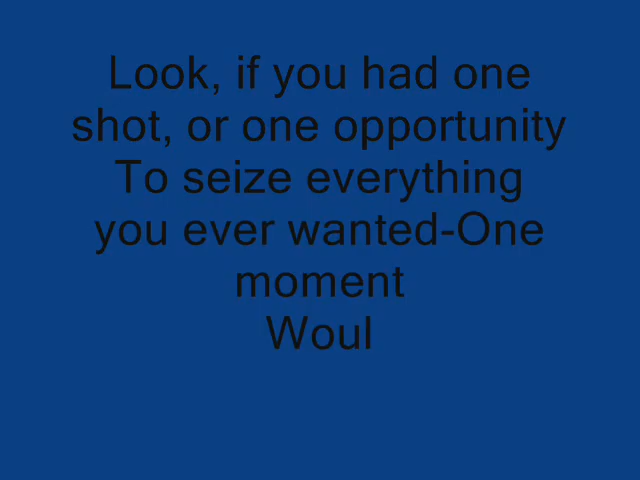 Look, if you had one
shot, or one opportunity
To seize everything
you ever wanted-One
moment
Woul